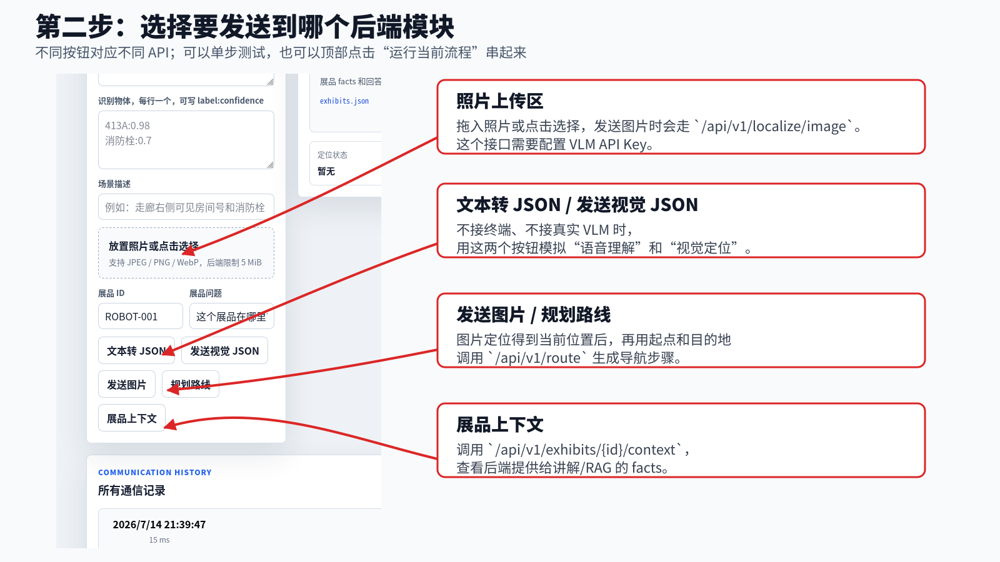 第二步：选择要发送到哪个后端模块
不同按钮对应不同 API；可以单步测试，也可以顶部点击“运行当前流程”串起来
识别物体，每行一个，可写 label:confidence
413A:0.98
消防栓:0.7
场景描述
例如：走廊右侧可见房间号和消防栓
放置照片或点击选择
支持 JPEG / PNG / WebP，后端限制 5 MiB
展品 ID
展品问题
ROBOT-001
这个展品在哪里
文本转 JSON
发送视觉 JSON
发送图片
规划路线
展品上下文
展品 facts 和回答
exhibits.json
定位状态
暂无
COMMUNICATION HISTORY
所有通信记录
2026/7/14 21:39:47
15 ms
照片上传区
拖入照片或点击选择，发送图片时会走 `/api/v1/localize/image`。
这个接口需要配置 VLM API Key。
文本转 JSON / 发送视觉 JSON
不接终端、不接真实 VLM 时，
用这两个按钮模拟“语音理解”和“视觉定位”。
发送图片 / 规划路线
图片定位得到当前位置后，再用起点和目的地
调用 `/api/v1/route` 生成导航步骤。
展品上下文
调用 `/api/v1/exhibits/{id}/context`，
查看后端提供给讲解/RAG 的 facts。